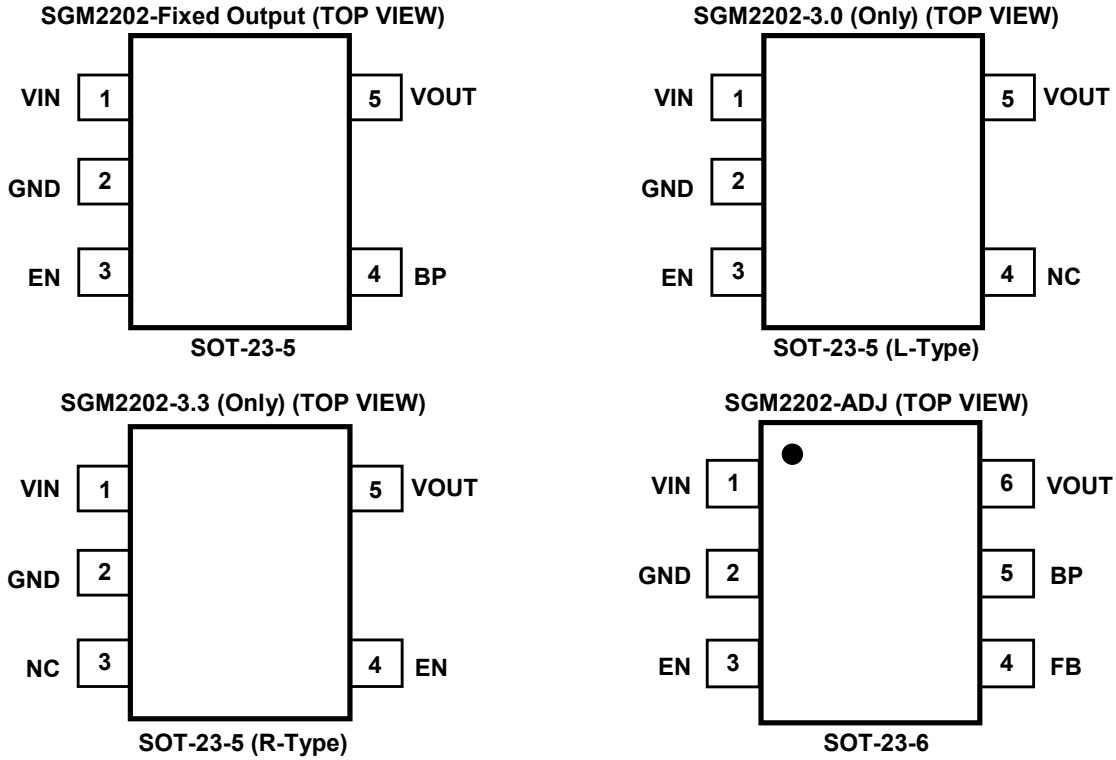 SGM2202-Fixed Output (TOP VIEW)
VIN 1 5 VOUT
GND 2
EN 3 4 BP
SOT-23-5
SGM2202-3.0 (Only) (TOP VIEW)
VIN 1 5 VOUT
GND 2
EN 3 4 NC
SOT-23-5 (L-Type)
SGM2202-3.3 (Only) (TOP VIEW)
VIN 1 5 VOUT
GND 2
NC 3 4 EN
SOT-23-5 (R-Type)
SGM2202-ADJ (TOP VIEW)
VIN 1 6 VOUT
GND 2 5 BP
EN 3 4 FB
SOT-23-6